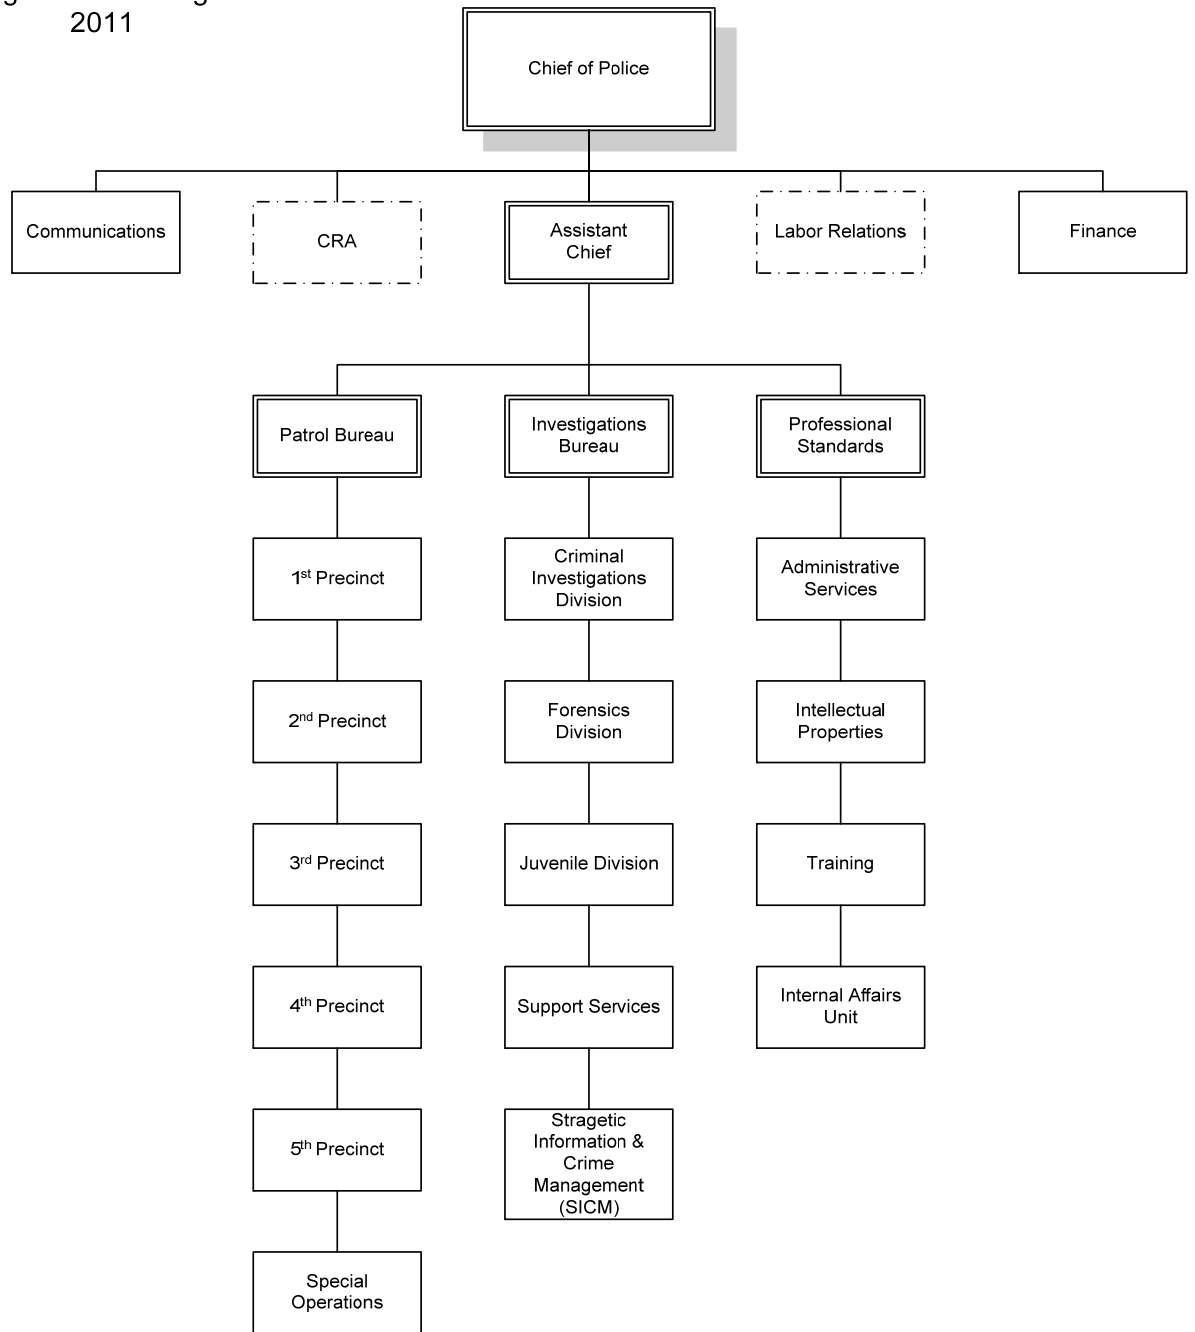 2011
Chief of Police
Communications
CRA
Assistant
Chief
Labor Relations
Finance
Patrol Bureau
Investigations
Bureau
Professional
Standards
1st Precinct
Criminal
Investigations
Division
Administrative
Services
2nd Precinct
Forensics
Division
Intellectual
Properties
3rd Precinct
Juvenile Division
Training
4th Precinct
Support Services
Internal Affairs
Unit
5th Precinct
Stragetic
Information &
Crime
Management
(SICM)
Special
Operations